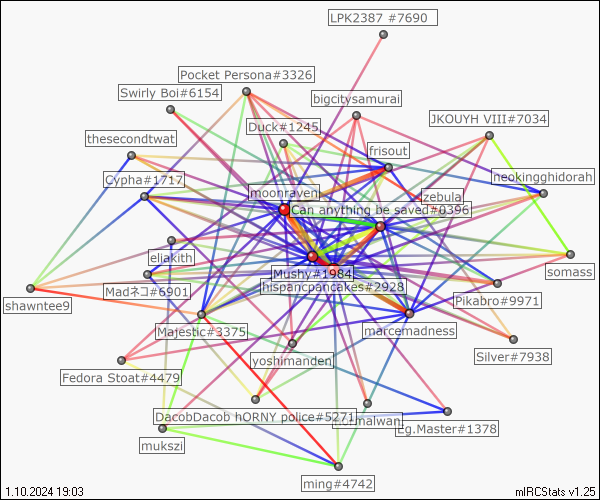 LPK2387 #7690
Pocket Persona#3326
Swirly Boi#6154
bigcitysamurai
JKOUYH VIII#7034
Duck#1245
thesecondtwat
frisout
neokingghidorah
Cypha#1717
moonraven
zebula
Can anything be saved#0396
eliakith
somass
Mushy#1984
Madネコ#6901
hispancpancakes#2928
Pikabro#9971
shawntee9
Majestic#3375
marcemadness
yoshimanden
Silver#7938
Fedora Stoat#4479
DacobDacob hORNY police#5271
Eg.Master#1378
mukszi
ming#4742
1.10.2024 19:03
mIRCStats v1.25